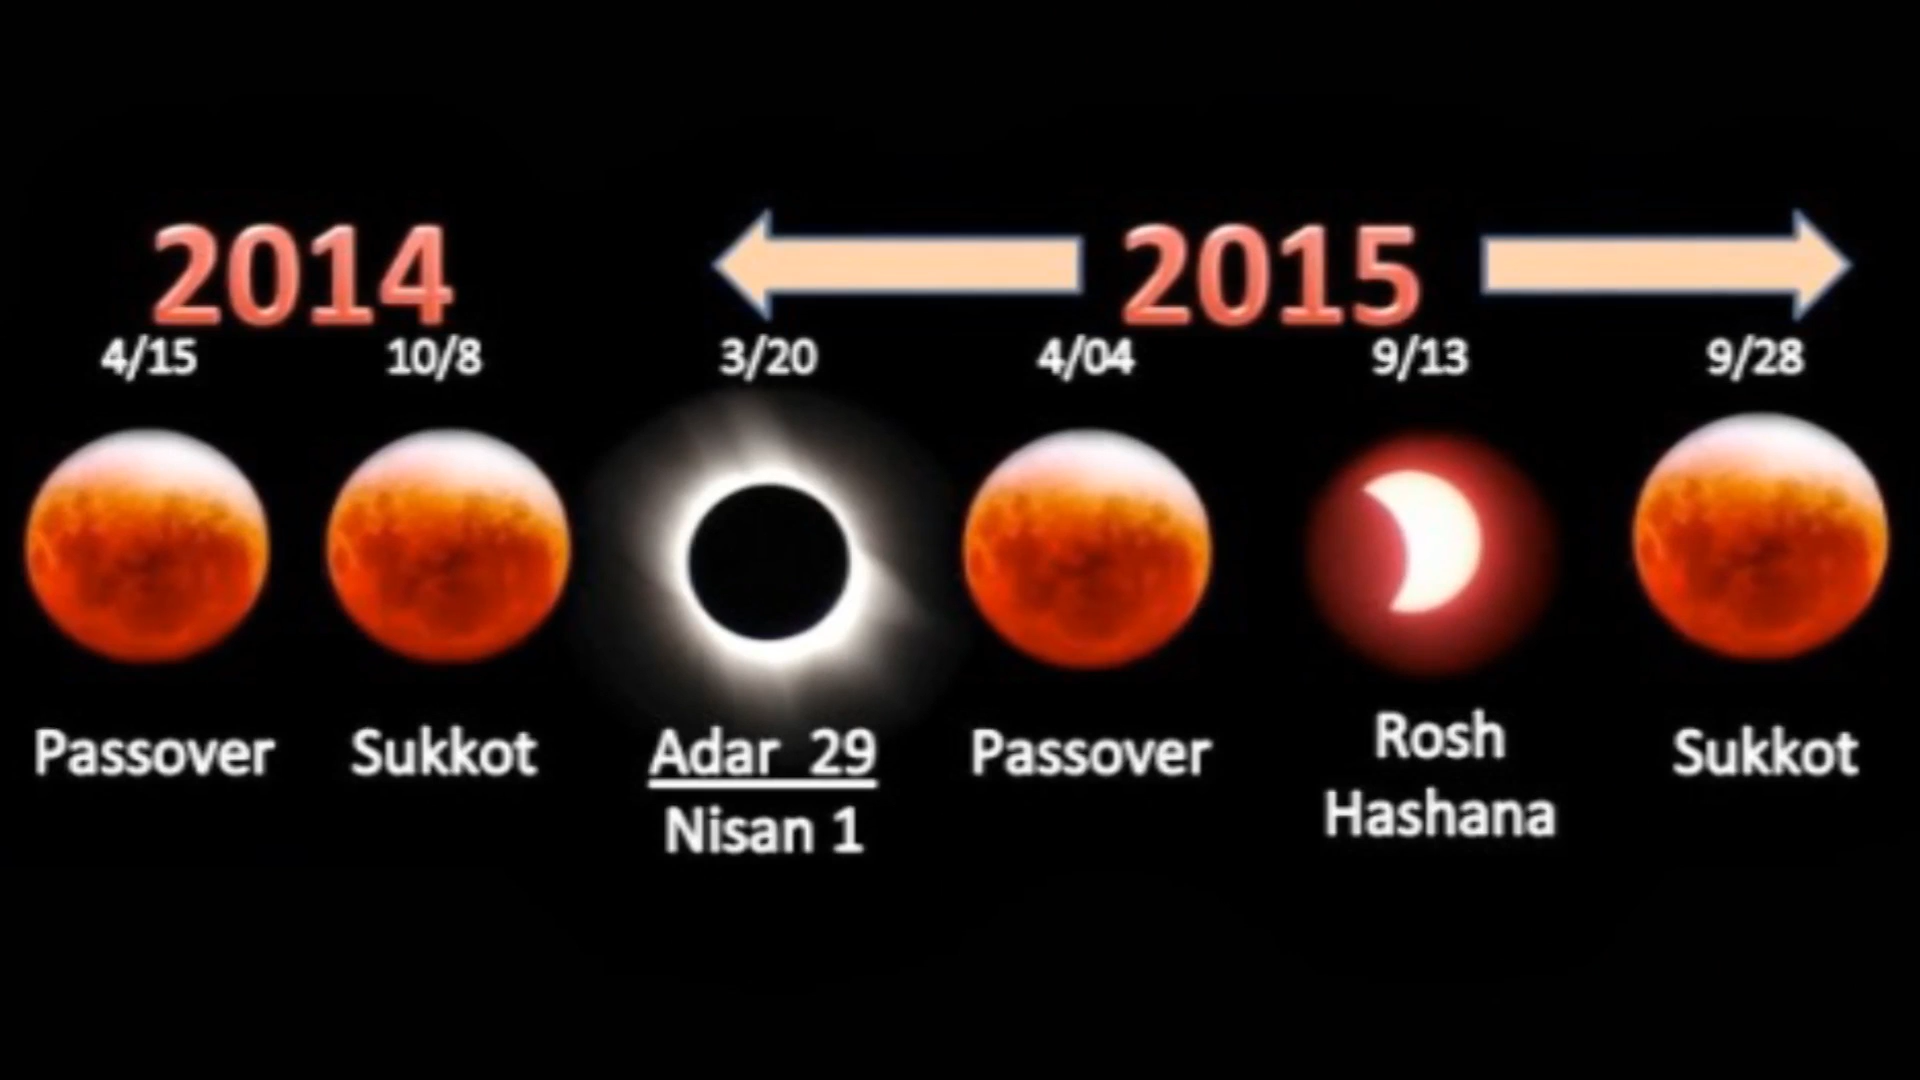 2014 2015
4/15 10/8 3/20 4/04 9/13 9/28
Passover Sukkot Adar 29 Passover Rosh Sukkot
Nisan 1 Hashana